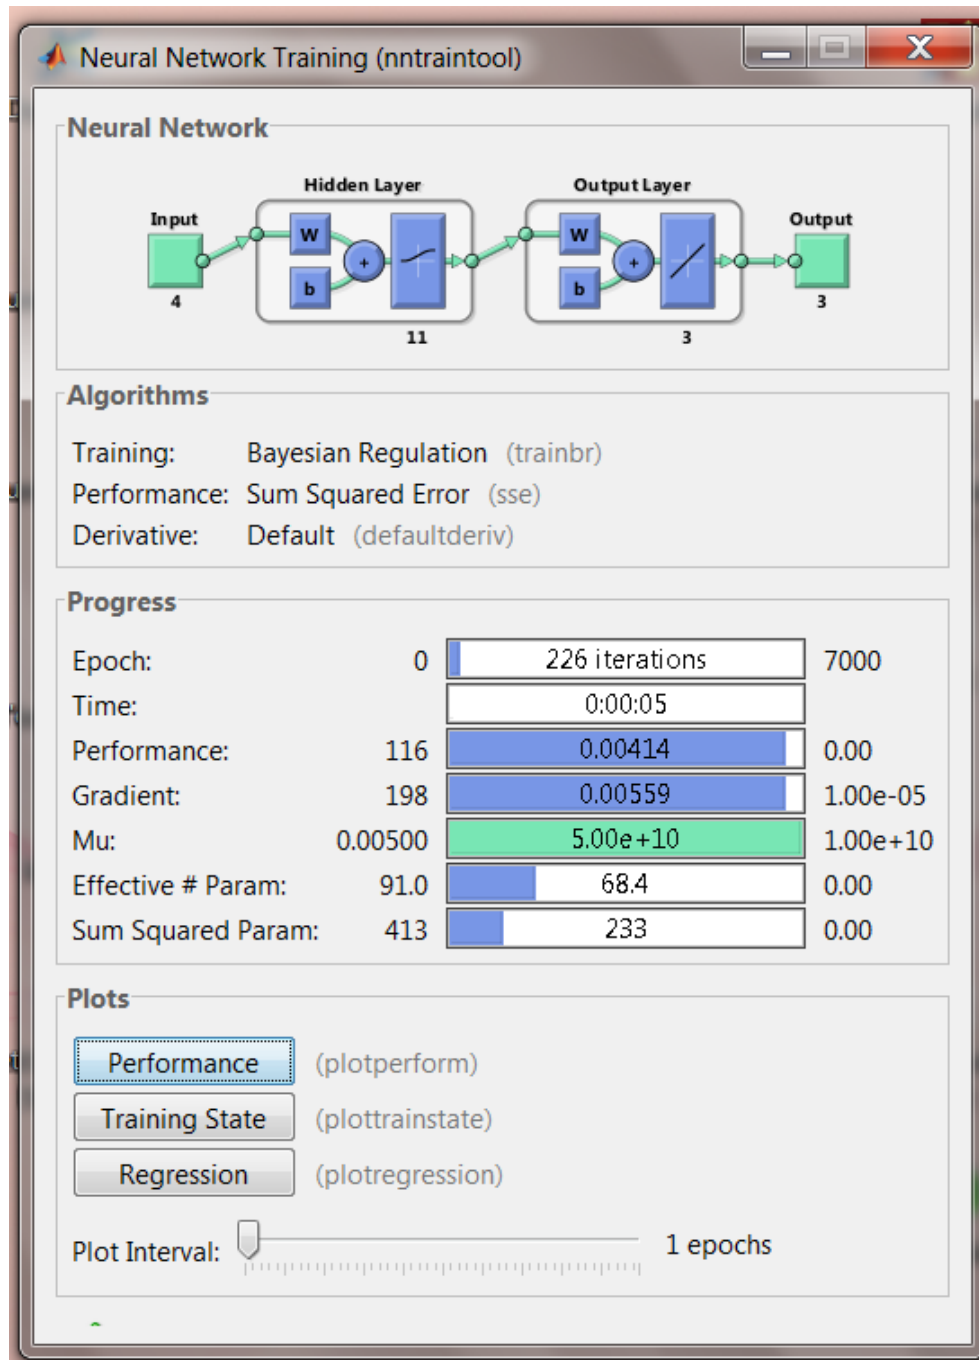 Neural Network Training (nntraintool)
Neural Network
Hidden Layer Output Layer
Input Output
W W
+ +
b b
4 3
11 3
Algorithms
Training: Bayesian Regulation (trainbr)
Performance: Sum Squared Error (sse)
Derivative: Default (defaultderiv)
Progress
Epoch: 0 226 iterations 7000
Time: 0:00:05
Performance: 116 0.00414 0.00
Gradient: 198 0.00559 1.00e-05
Mu: 0.00500 5.00e+10 1.00e+10
Effective # Param: 91.0 68.4 0.00
Sum Squared Param: 413 233 0.00
Plots
Performance (plotperform)
Training State (plottrainstate)
Regression (plotregression)
Plot Interval: 1 epochs